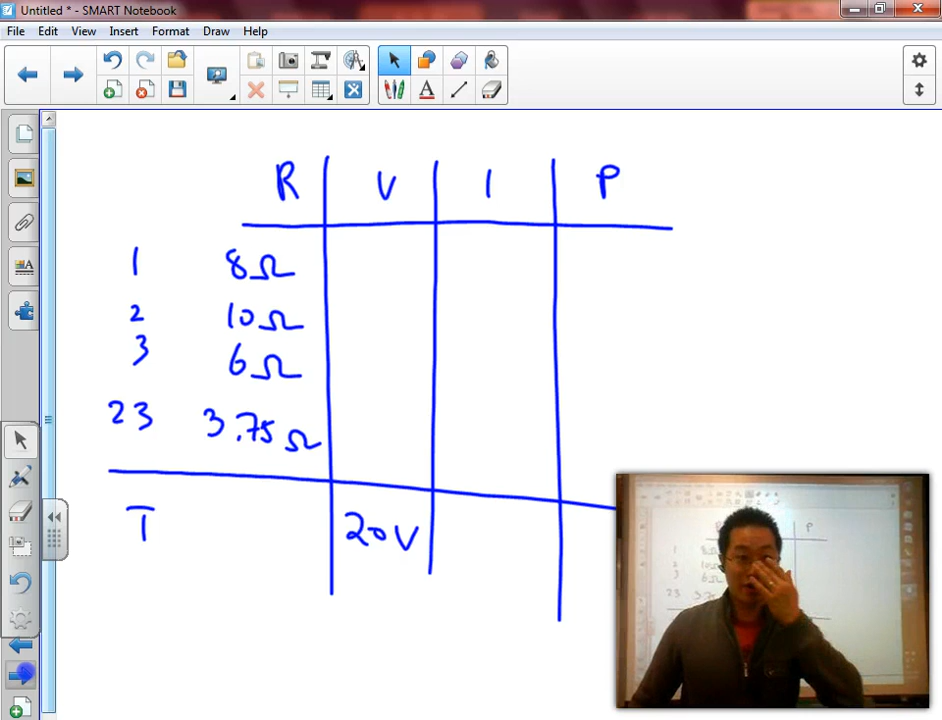 Untitled * - SMART Notebook
File Edit View Insert Format Draw Help
R V I P
1 8Ω
2 10Ω
3 6Ω
23 3.75Ω
T 20V